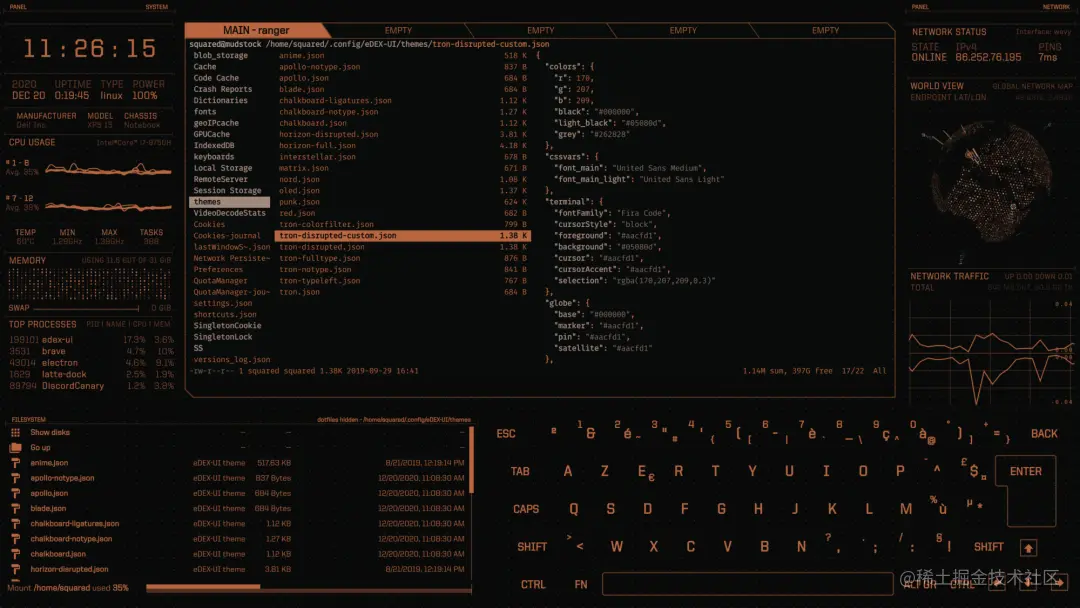 PANEL SYSTEM
11:26:15
2020 UPTIME TYPE POWER
DEC 20 0:19:45 linux 100%
MANUFACTURER MODEL CHASSIS
Dell Inc. XPS 15 Notebook
CPU USAGE Intel®Core™ i7-8750H
# 1 - 6
Avg. 35%
# 7 - 12
Avg. 38%
TEMP MIN MAX TASKS
MEMORY USING 11.6 OUT OF 31 GIB
SWAP 0 GIB
TOP PROCESSES PID | NAME | CPU | MEM
199101 edex-ui 17.3% 3.6%
3531 brave 4.7% 10%
49014 electron 4.6% 9.1%
1629 latte-dock 2.5% 1.9%
89794 DiscordCanary 1.2% 3.8%
MAIN - ranger EMPTY EMPTY EMPTY EMPTY
squared@mudstock /home/squared/.config/eDEX-UI/themes/tron-disrupted-custom.json
blob_storage anime.json 518 K {
Cache apollo-notype.json 837 B "colors": {
Code Cache apollo.json 684 B "r": 170,
Crash Reports blade.json 684 B "g": 207,
Dictionaries chalkboard-ligatures.json 1.12 K "b": 209,
fonts chalkboard-notype.json 1.27 K "black": "#000000",
geoIPcache chalkboard.json 1.12 K "light_black": "#05080d",
GPUCache horizon-disrupted.json 3.81 K "grey": "#262828"
IndexedDB horizon-full.json 4.18 K },
keyboards interstellar.json 678 B "cssvars": {
Local Storage matrix.json 671 B "font_main": "United Sans Medium",
RemoteServer nord.json 1.08 K "font_main_light": "United Sans Light"
Session Storage oled.json 1.37 K },
themes punk.json 624 K "terminal": {
VideoDecodeStats red.json 682 B "fontFamily": "Fira Code",
Cookies tron-colorfilter.json 799 B "cursorStyle": "block",
Cookies-journal tron-disrupted-custom.json 1.38 K "foreground": "#aacfd1",
lastWindowS~.json tron-disrupted.json 1.38 K "background": "#05080d",
Network Persiste~ tron-fulltype.json 876 B "cursor": "#aacfd1",
Preferences tron-notype.json 841 B "cursorAccent": "#aacfd1",
QuotaManager tron-typeleft.json 767 B "selection": "rgba(170,207,209,0.3)"
QuotaManager-jou~ tron.json 684 B },
settings.json "globe": {
shortcuts.json "base": "#000000",
SingletonCookie "marker": "#aacfd1",
SingletonLock "pin": "#aacfd1",
SS "satellite": "#aacfd1"
versions_log.json },
-rw-r--r-- 1 squared squared 1.38K 2019-09-29 16:41 1.14M sum, 397G free 17/22 All
PANEL NETWORK
NETWORK STATUS Interface:
STATE IPv4 PING
ONLINE 86.252.76.195 7ms
WORLD VIEW GLOBAL NETWORK MAP
ENDPOINT LAT/LON
NETWORK TRAFFIC UP 0.00 DOWN 0.01
TOTAL
0.04
-0.04
FILESYSTEM dotfiles hidden - /home/squared/.config/eDEX-UI/themes
Show disks – – –
Go up – – –
anime.json eDEX-UI theme 517.63 KB 8/21/2019, 12:19:14 PM
apollo-notype.json eDEX-UI theme 837 Bytes 12/20/2020, 11:08:30 AM
apollo.json eDEX-UI theme 684 Bytes 12/20/2020, 11:08:30 AM
blade.json eDEX-UI theme 684 Bytes 12/20/2020, 11:08:30 AM
chalkboard-ligatures.json eDEX-UI theme 1.12 KB 12/20/2020, 11:08:30 AM
chalkboard-notype.json eDEX-UI theme 1.27 KB 12/20/2020, 11:08:30 AM
chalkboard.json eDEX-UI theme 1.12 KB 12/20/2020, 11:08:30 AM
horizon-disrupted.json eDEX-UI theme 3.81 KB 8/21/2019, 12:19:14 PM
Mount /home/squared used 35%
ESC ² 1 & 2 é ~ 3 " # 4 ' { 5 ( [ 6 - | 7 è ` 8 _ \ 9 ç ^ 0 à @ ° ) ] + = } BACK
TAB A Z E € R T Y U I O P ¨ ^ £ $ ¤ ENTER
CAPS Q S D F G H J K L M % ù µ *
SHIFT > < W X C V B N ? , . ; / : § ! SHIFT
CTRL FN ALT GR CTRL
@稀土掘金技术社区